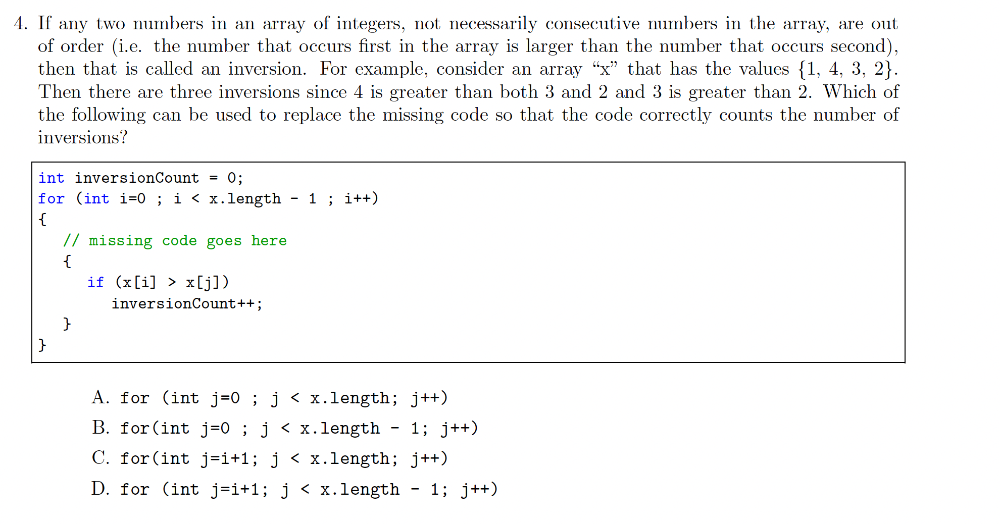 4. If any two numbers in an array of integers, not necessarily consecutive numbers in the array, are out
of order (i.e. the number that occurs first in the array is larger than the number that occurs second),
then that is called an inversion. For example, consider an array “x” that has the values {1, 4, 3, 2}.
Then there are three inversions since 4 is greater than both 3 and 2 and 3 is greater than 2. Which of
the following can be used to replace the missing code so that the code correctly counts the number of
inversions?
int inversionCount = 0;
for (int i=0 ; i < x.length - 1 ; i++)
{
// missing code goes here
{
if (x[i] > x[j])
inversionCount++;
}
}
A. for (int j=0 ; j < x.length; j++)
B. for(int j=0 ; j < x.length - 1; j++)
C. for(int j=i+1; j < x.length; j++)
D. for (int j=i+1; j < x.length - 1; j++)